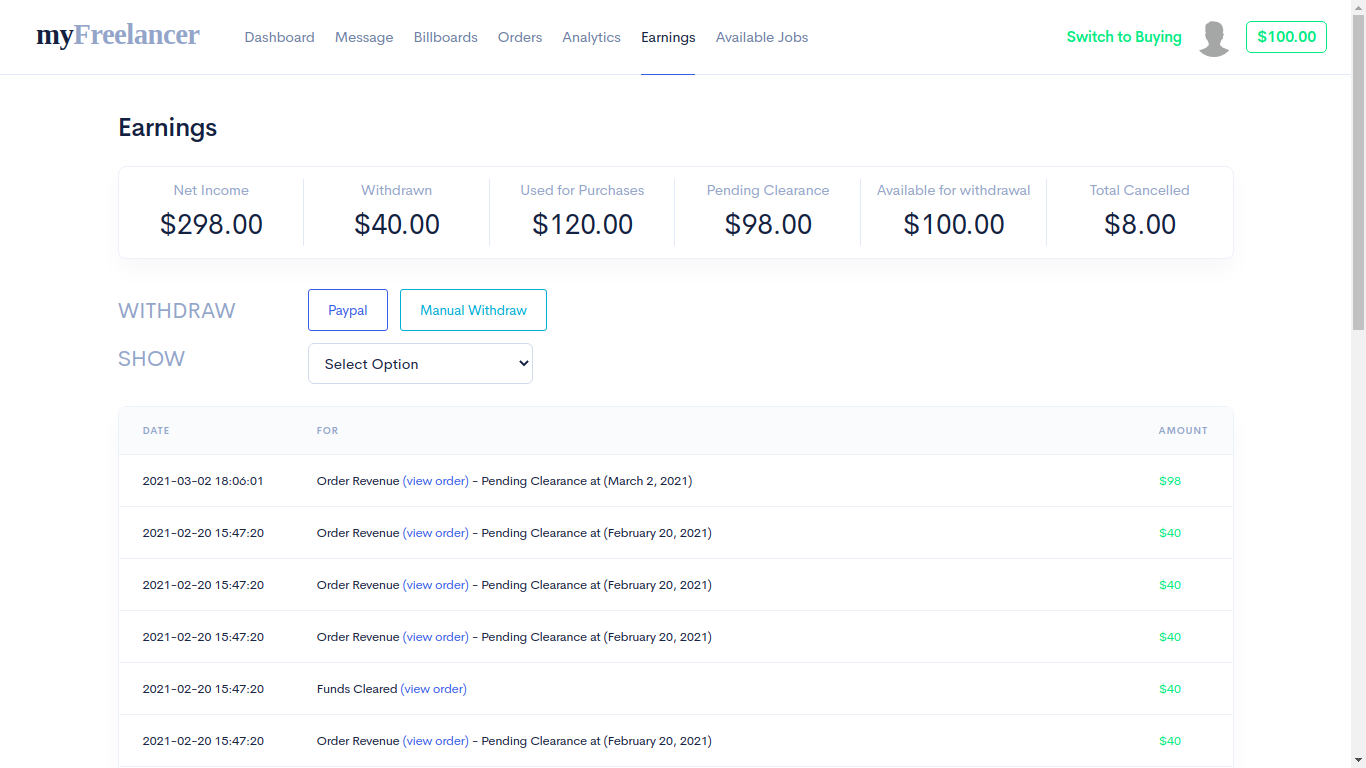 myFreelancer Dashboard Message Billboards Orders Analytics Earnings Available Jobs Switch to Buying $100.00
Earnings
Net Income Withdrawn Used for Purchases Pending Clearance Available for withdrawal Total Cancelled
$298.00 $40.00 $120.00 $98.00 $100.00 $8.00
WITHDRAW Paypal Manual Withdraw
SHOW Select Option
DATE FOR AMOUNT
2021-03-02 18:06:01 Order Revenue (view order) - Pending Clearance at (March 2, 2021) $98
2021-02-20 15:47:20 Order Revenue (view order) - Pending Clearance at (February 20, 2021) $40
2021-02-20 15:47:20 Order Revenue (view order) - Pending Clearance at (February 20, 2021) $40
2021-02-20 15:47:20 Order Revenue (view order) - Pending Clearance at (February 20, 2021) $40
2021-02-20 15:47:20 Funds Cleared (view order) $40
2021-02-20 15:47:20 Order Revenue (view order) - Pending Clearance at (February 20, 2021) $40